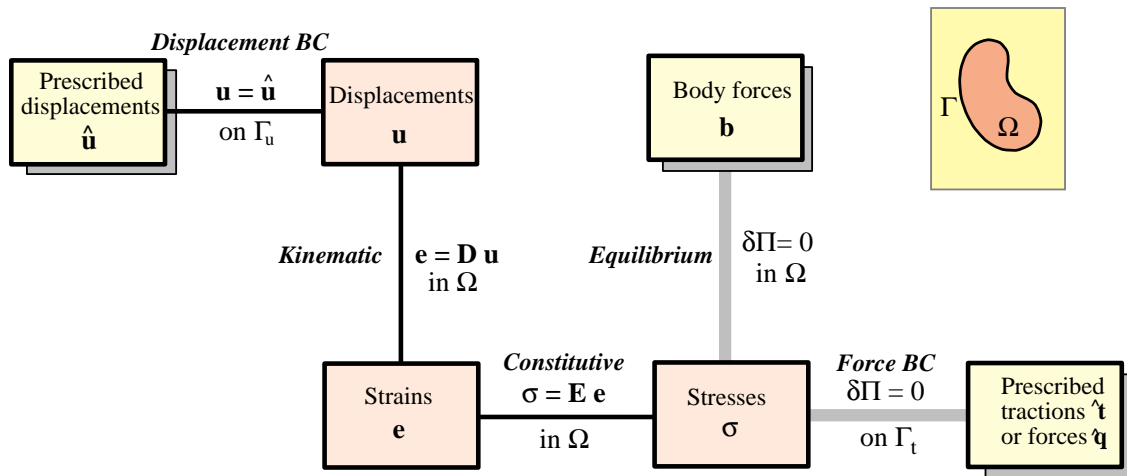 Displacement BC
Prescribed
displacements
û
u = û
on Γu
Displacements
u
Body forces
b
Γ
Ω
Kinematic
e = D u
in Ω
Equilibrium
δΠ= 0
in Ω
Strains
e
Constitutive
σ = E e
in Ω
Stresses
σ
Force BC
δΠ = 0
on Γt
Prescribed
tractions t̂
or forces q̂